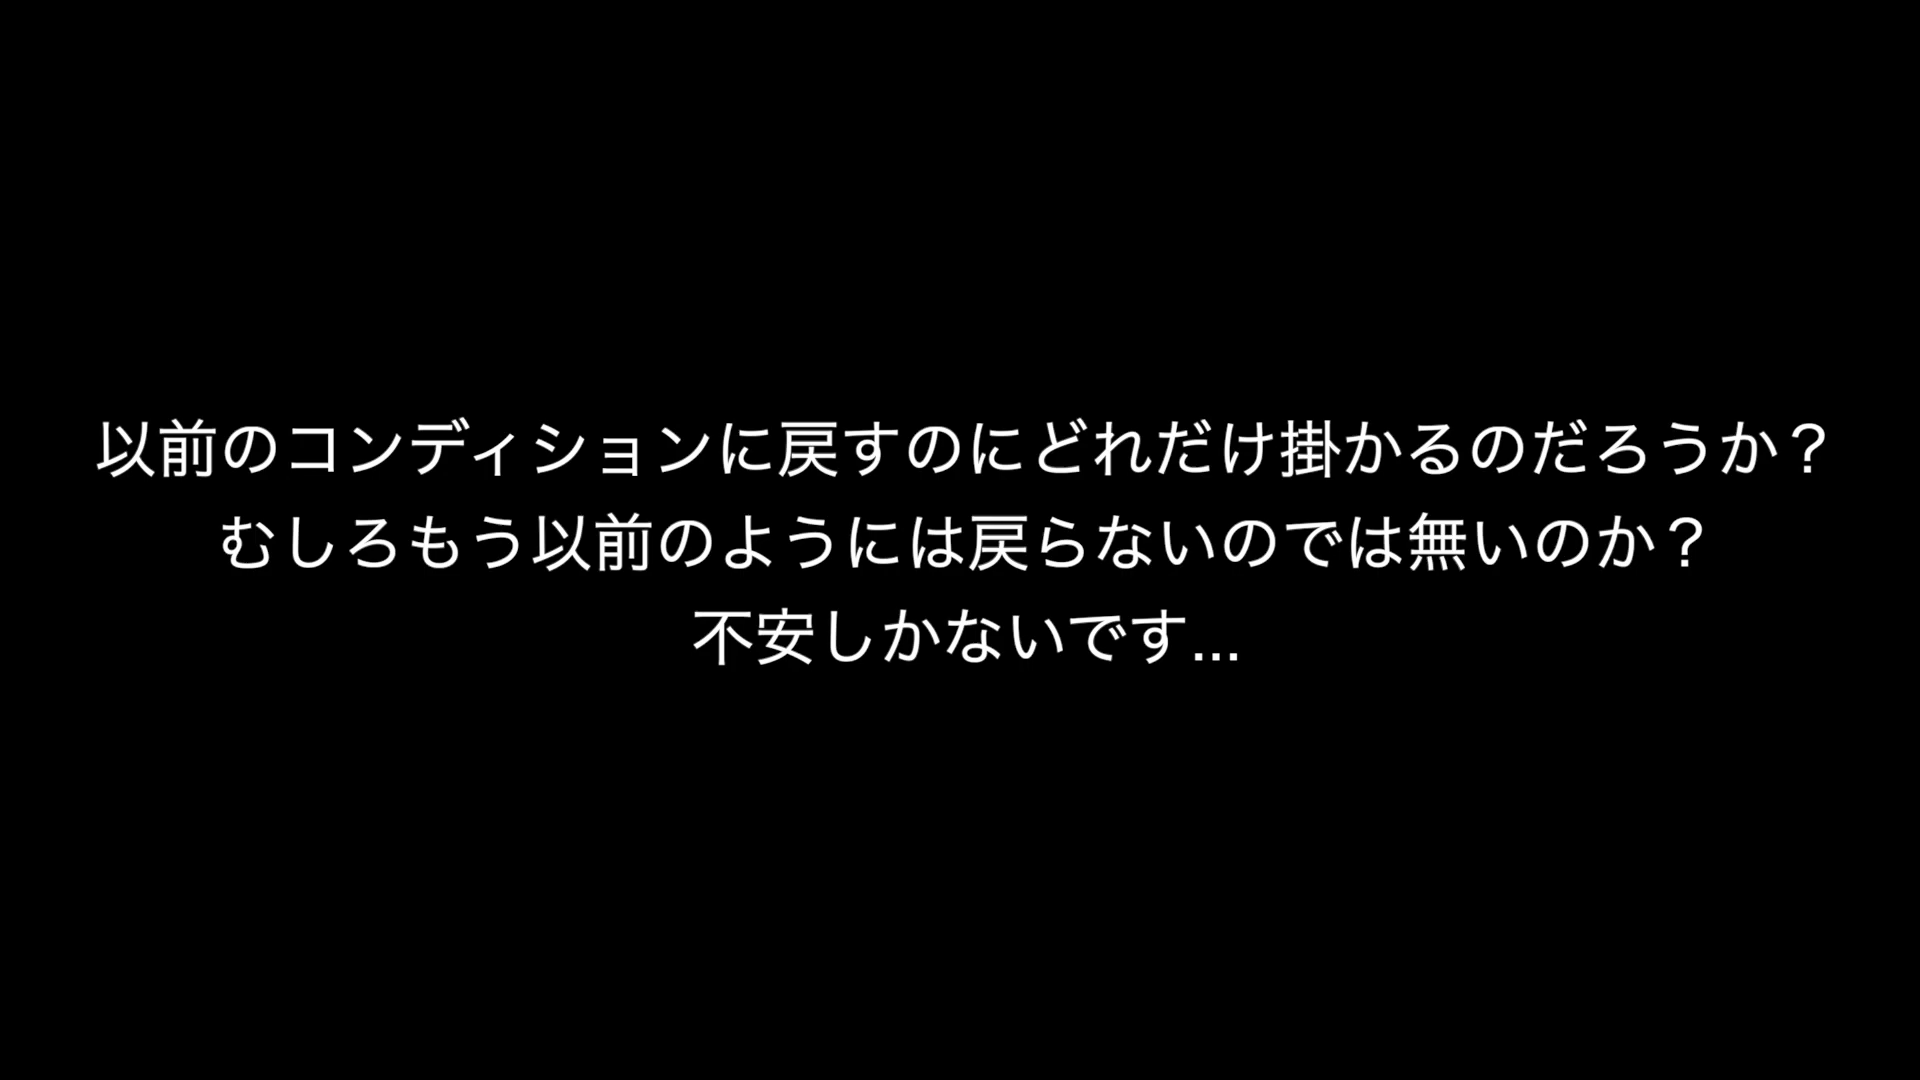 以前のコンディションに戻すのにどれだけ掛かるのだろうか？
むしろもう以前のようには戻らないのでは無いのか？
不安しかないです...